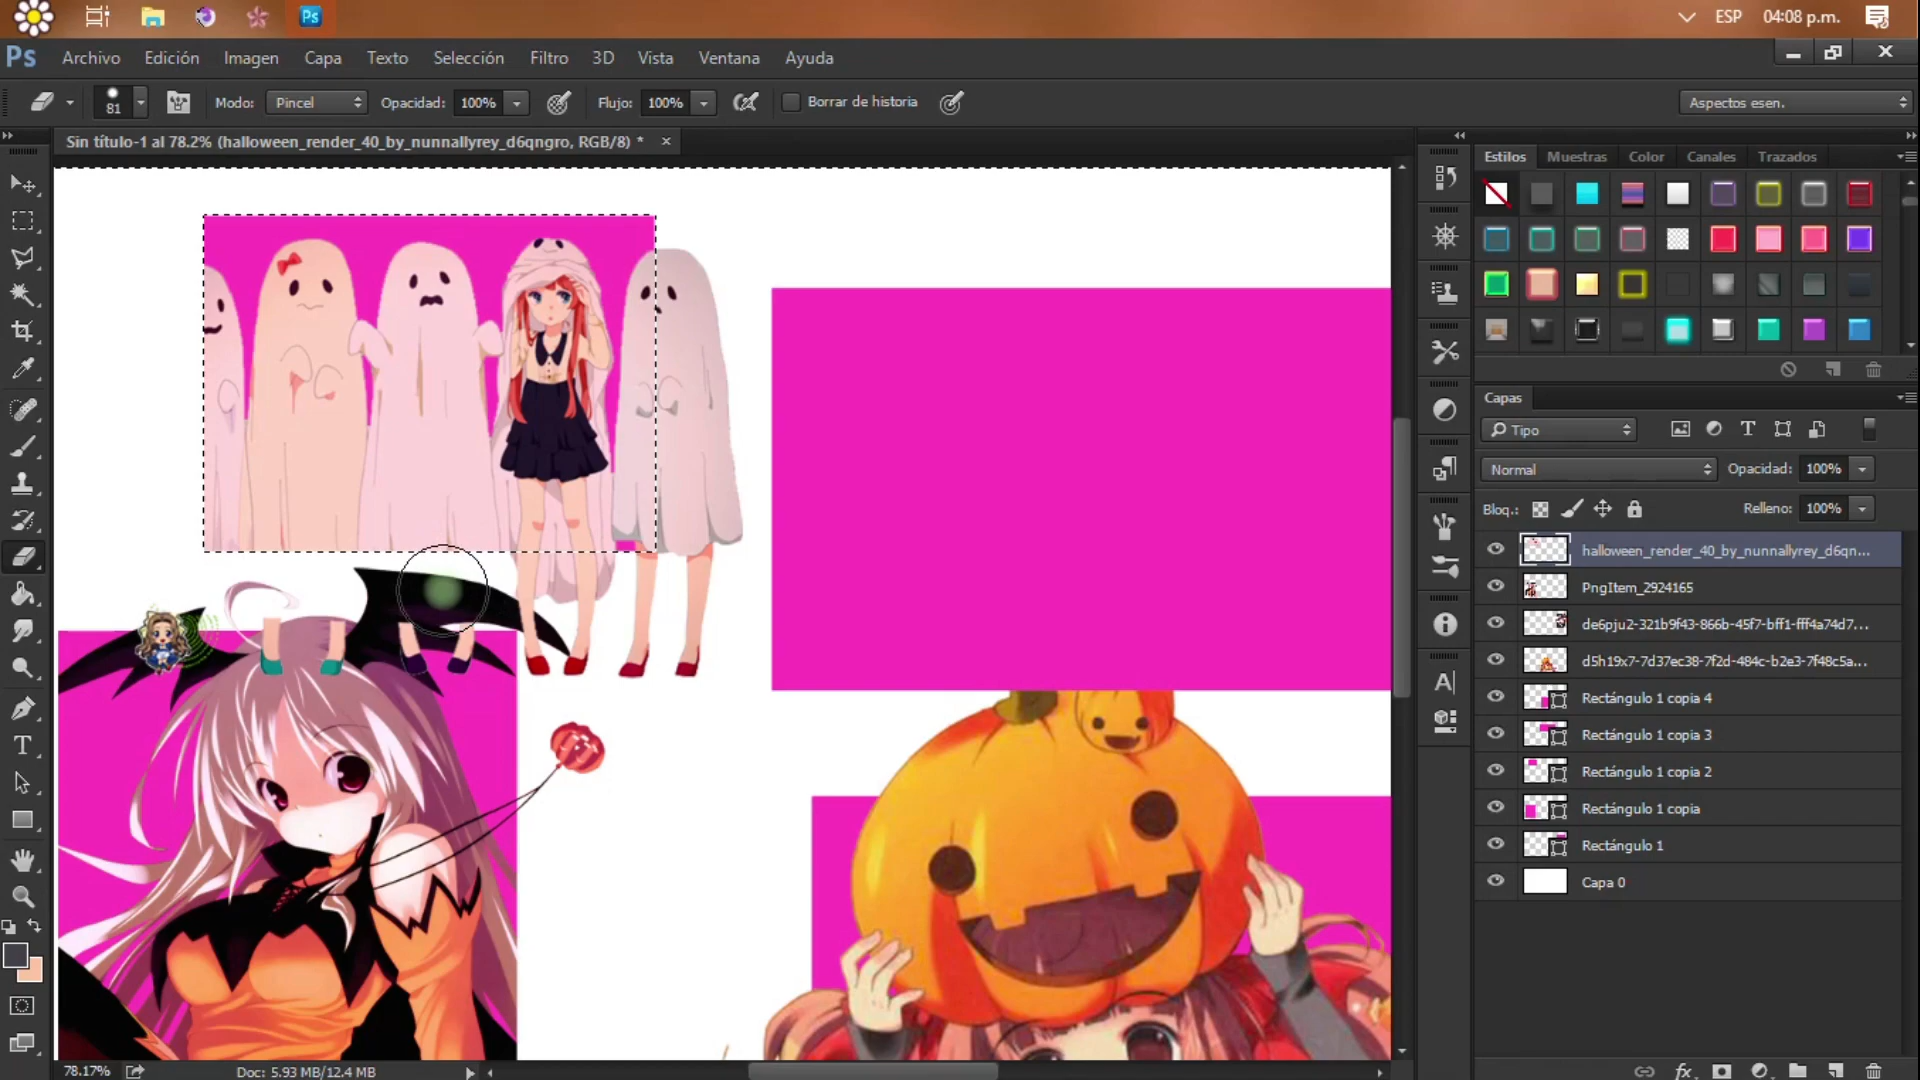 Ps
ESP 04:08 p.m.
Ps Archivo Edición Imagen Capa Texto Selección Filtro 3D Vista Ventana Ayuda
81 Modo: Pincel Opacidad: 100% Flujo: 100% Borrar de historia Aspectos esen.
Sin título-1 al 78.2% (halloween_render_40_by_nunnallyrey_d6qngro, RGB/8) *
Estilos Muestras Color Canales Trazados
Capas
Tipo
Normal Opacidad: 100%
Bloq.: Relleno: 100%
halloween_render_40_by_nunnallyrey_d6qn...
PngItem_2924165
de6pju2-321b9f43-866b-45f7-bff1-fff4a74d7...
d5h19x7-7d37ec38-7f2d-484c-b2e3-7f48c5a...
Rectángulo 1 copia 4
Rectángulo 1 copia 3
Rectángulo 1 copia 2
Rectángulo 1 copia
Rectángulo 1
Capa 0
78.17% Doc: 5.93 MB/12.4 MB
fx